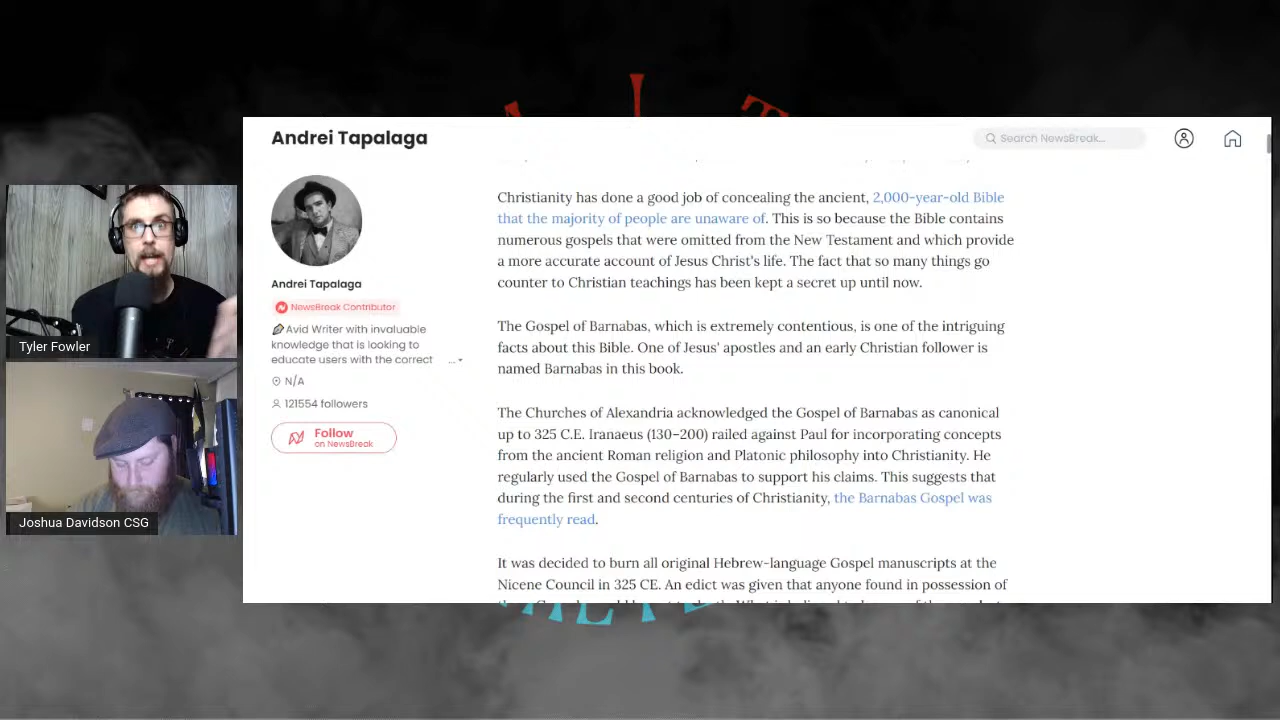 Andrei Tapalaga
Search NewsBreak...
Christianity has done a good job of concealing the ancient, 2,000-year-old Bible
that the majority of people are unaware of. This is so because the Bible contains
numerous gospels that were omitted from the New Testament and which provide
a more accurate account of Jesus Christ's life. The fact that so many things go
counter to Christian teachings has been kept a secret up until now.
Andrei Tapalaga
NewsBreak Contributor
Avid Writer with invaluable
knowledge that is looking to
educate users with the correct ...
N/A
121554 followers
Follow
on NewsBreak
The Gospel of Barnabas, which is extremely contentious, is one of the intriguing
facts about this Bible. One of Jesus' apostles and an early Christian follower is
named Barnabas in this book.
The Churches of Alexandria acknowledged the Gospel of Barnabas as canonical
up to 325 C.E. Iranaeus (130–200) railed against Paul for incorporating concepts
from the ancient Roman religion and Platonic philosophy into Christianity. He
regularly used the Gospel of Barnabas to support his claims. This suggests that
during the first and second centuries of Christianity, the Barnabas Gospel was
frequently read.
It was decided to burn all original Hebrew-language Gospel manuscripts at the
Nicene Council in 325 CE. An edict was given that anyone found in possession of
Tyler Fowler
Joshua Davidson CSG